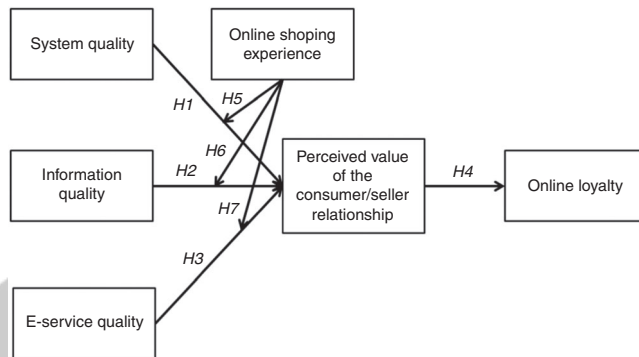 System quality
Online shoping
experience
H1
H5
H6
Information
quality
H2
Perceived value
of the
consumer/seller
relationship
H4
Online loyalty
H7
H3
E-service quality